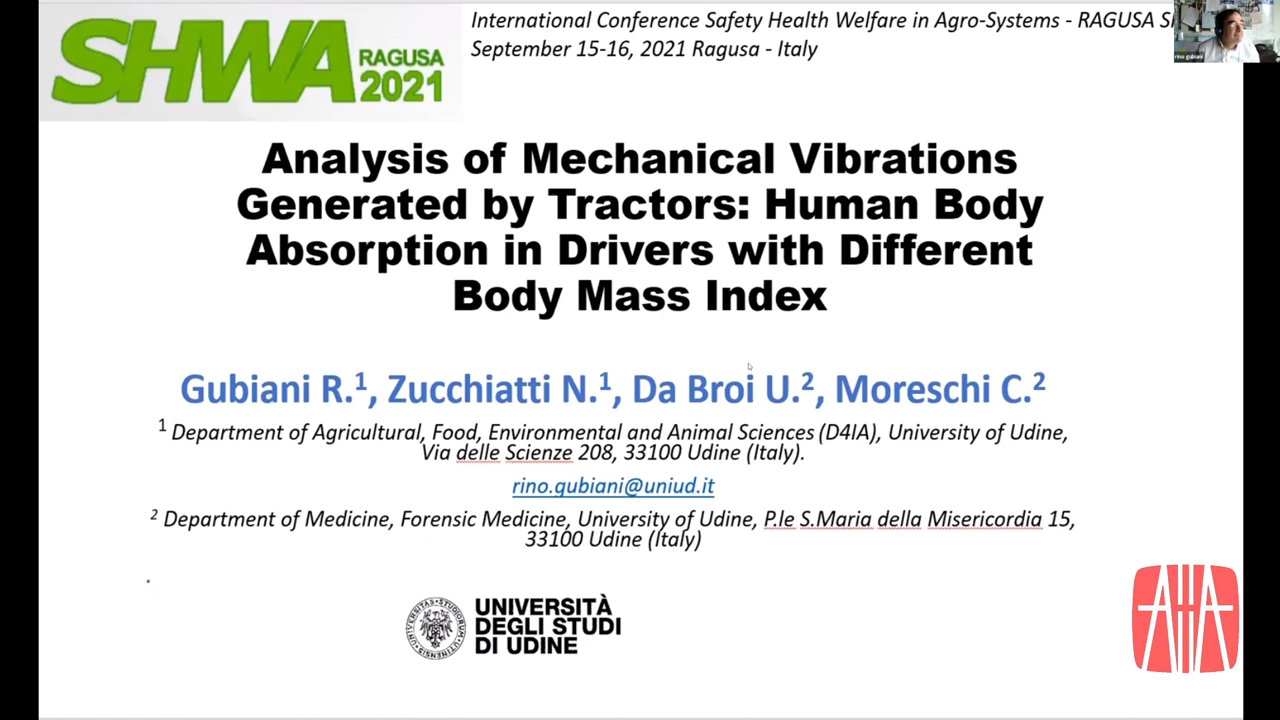 SHWA RAGUSA 2021
International Conference Safety Health Welfare in Agro-Systems - RAGUSA S
September 15-16, 2021 Ragusa - Italy
rino gubiani
Analysis of Mechanical Vibrations
Generated by Tractors: Human Body
Absorption in Drivers with Different
Body Mass Index
Gubiani R.¹, Zucchiatti N.¹, Da Broi U.², Moreschi C.²
¹ Department of Agricultural, Food, Environmental and Animal Sciences (D4IA), University of Udine,
Via delle Scienze 208, 33100 Udine (Italy).
rino.gubiani@uniud.it
² Department of Medicine, Forensic Medicine, University of Udine, P.le S.Maria della Misericordia 15,
33100 Udine (Italy)
UNIVERSITÀ
DEGLI STUDI
DI UDINE